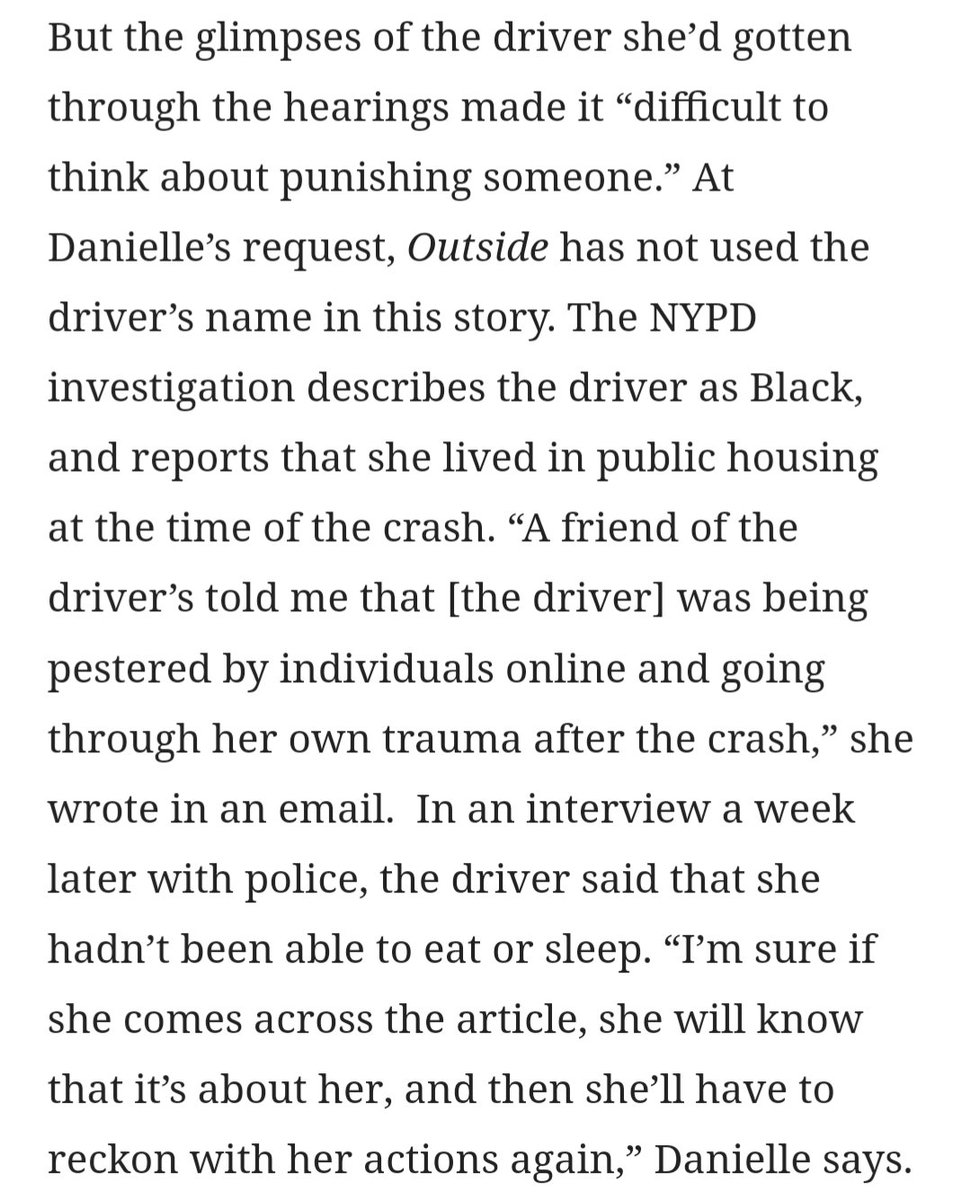 But the glimpses of the driver she’d gotten
through the hearings made it “difficult to
think about punishing someone.” At
Danielle’s request, Outside has not used the
driver’s name in this story. The NYPD
investigation describes the driver as Black,
and reports that she lived in public housing
at the time of the crash. “A friend of the
driver’s told me that [the driver] was being
pestered by individuals online and going
through her own trauma after the crash,” she
wrote in an email.  In an interview a week
later with police, the driver said that she
hadn’t been able to eat or sleep. “I’m sure if
she comes across the article, she will know
that it’s about her, and then she’ll have to
reckon with her actions again,” Danielle says.